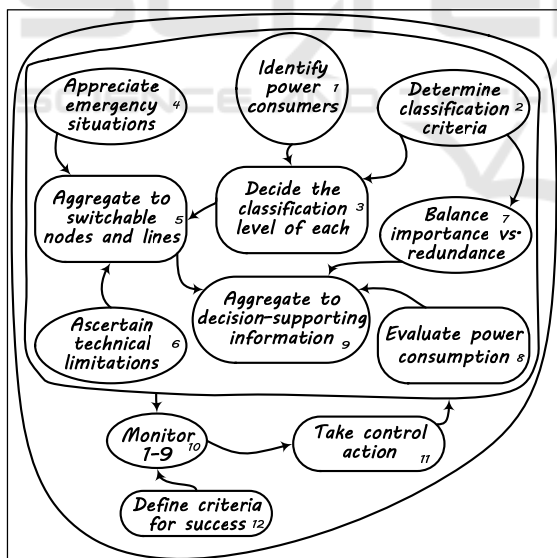 Identify
power 1
consumers
Appreciate
emergency 4
situations
Determine
classification 2
criteria
Decide the
classification 3
level of each
Aggregate to
switchable 5
nodes and lines
Balance 7
importance vs.
redundance
Aggregate to
decision-supporting
information 9
Ascertain 6
technical
limitations
Evaluate power
consumption 8
Monitor
1-9 10
Take control
action 11
Define criteria
for success 12